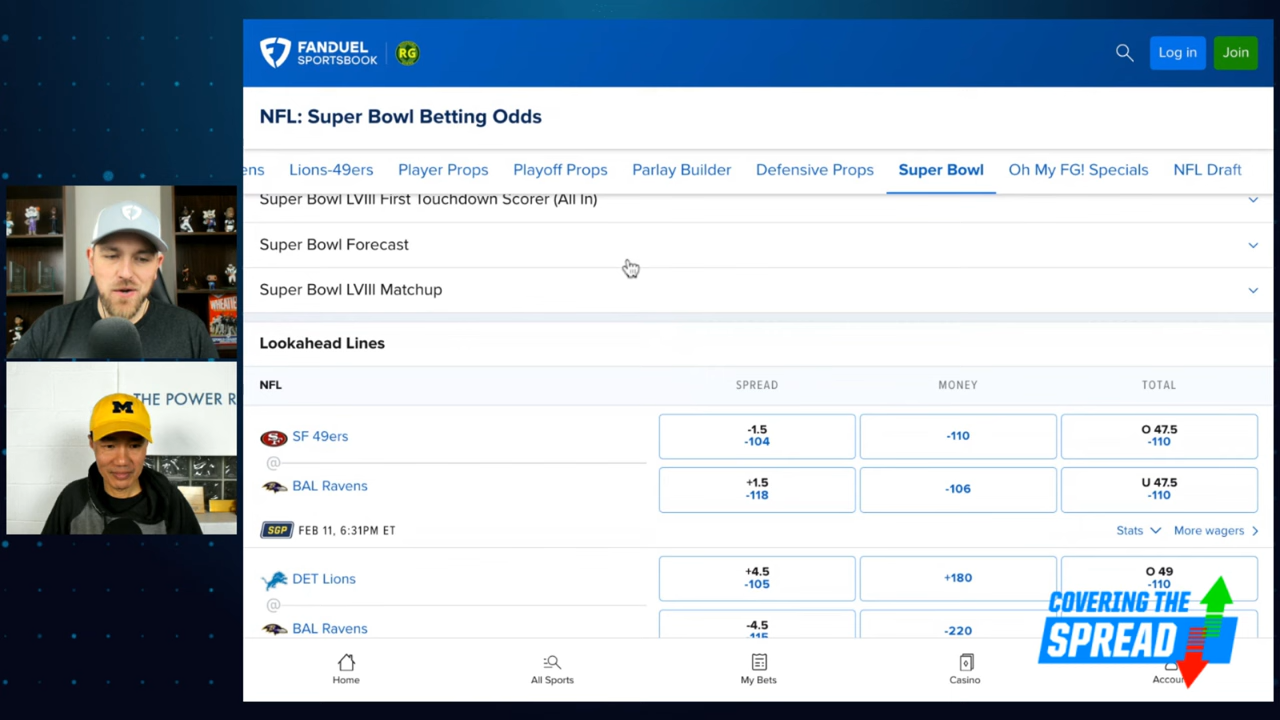 FANDUEL
SPORTSBOOK
RG
Log in
Join
NFL: Super Bowl Betting Odds
ens
Lions-49ers
Player Props
Playoff Props
Parlay Builder
Defensive Props
Super Bowl
Oh My FG! Specials
NFL Draft
Super Bowl LVIII First Touchdown Scorer (All In)
Super Bowl Forecast
Super Bowl LVIII Matchup
Lookahead Lines
NFL
SPREAD
MONEY
TOTAL
SF 49ers
-1.5
-104
-110
O 47.5
-110
@
BAL Ravens
+1.5
-118
-106
U 47.5
-110
SGP FEB 11, 6:31PM ET
Stats
More wagers
DET Lions
+4.5
-105
+180
O 49
-110
@
BAL Ravens
-4.5
-115
-220
Home
All Sports
My Bets
Casino
Accou
COVERING THE
SPREAD
WHEATIES
M
THE POWER R